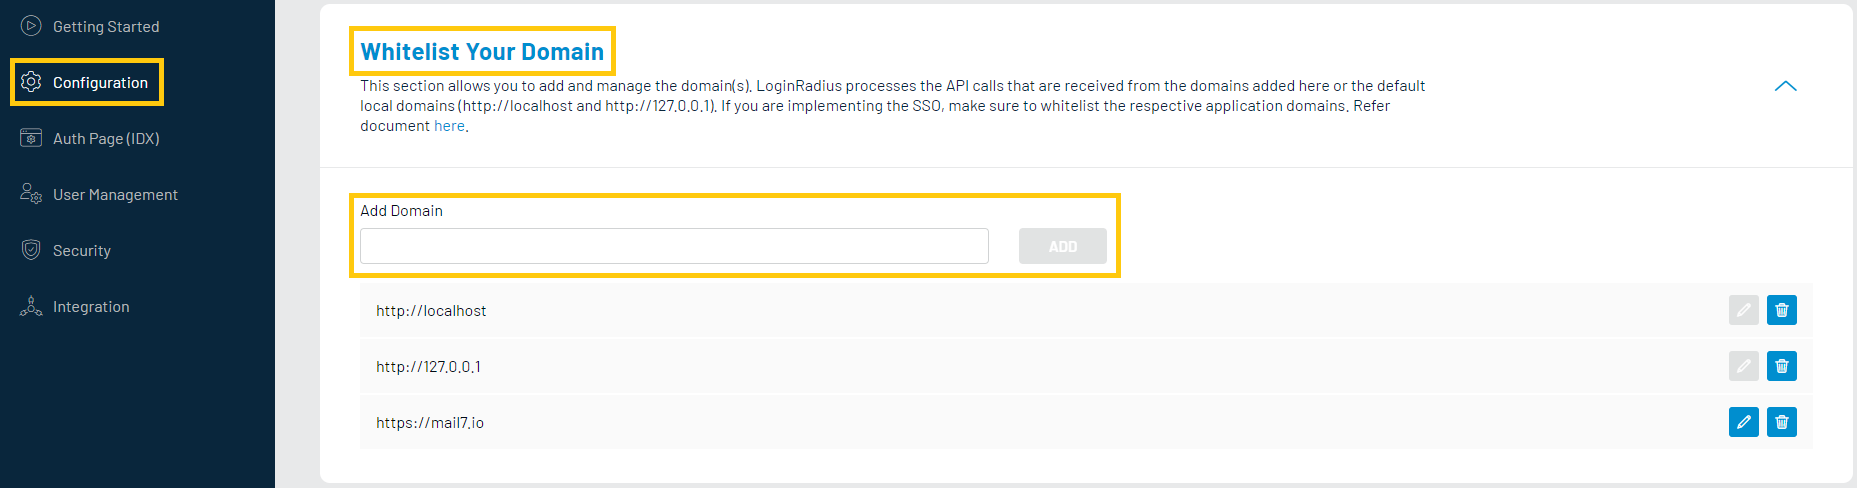 Getting Started
Configuration
Auth Page (IDX)
User Management
Security
Integration
Whitelist Your Domain
This section allows you to add and manage the domain(s). LoginRadius processes the API calls that are received from the domains added here or the default
local domains (http://localhost and http://127.0.0.1). If you are implementing the SSO, make sure to whitelist the respective application domains. Refer
document here.
Add Domain
ADD
http://localhost
http://127.0.0.1
https://mail7.io